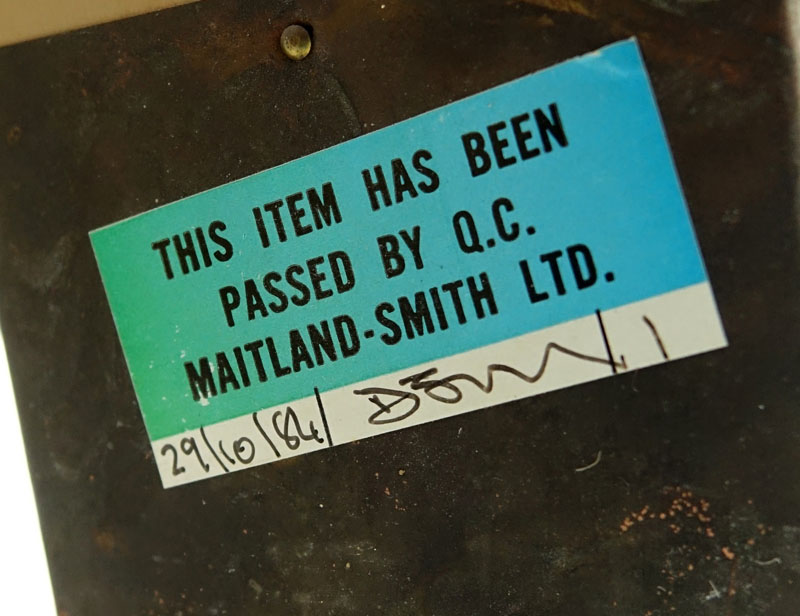 THIS ITEM HAS BEEN
PASSED BY Q.C.
MAITLAND-SMITH LTD.
29/10/84/